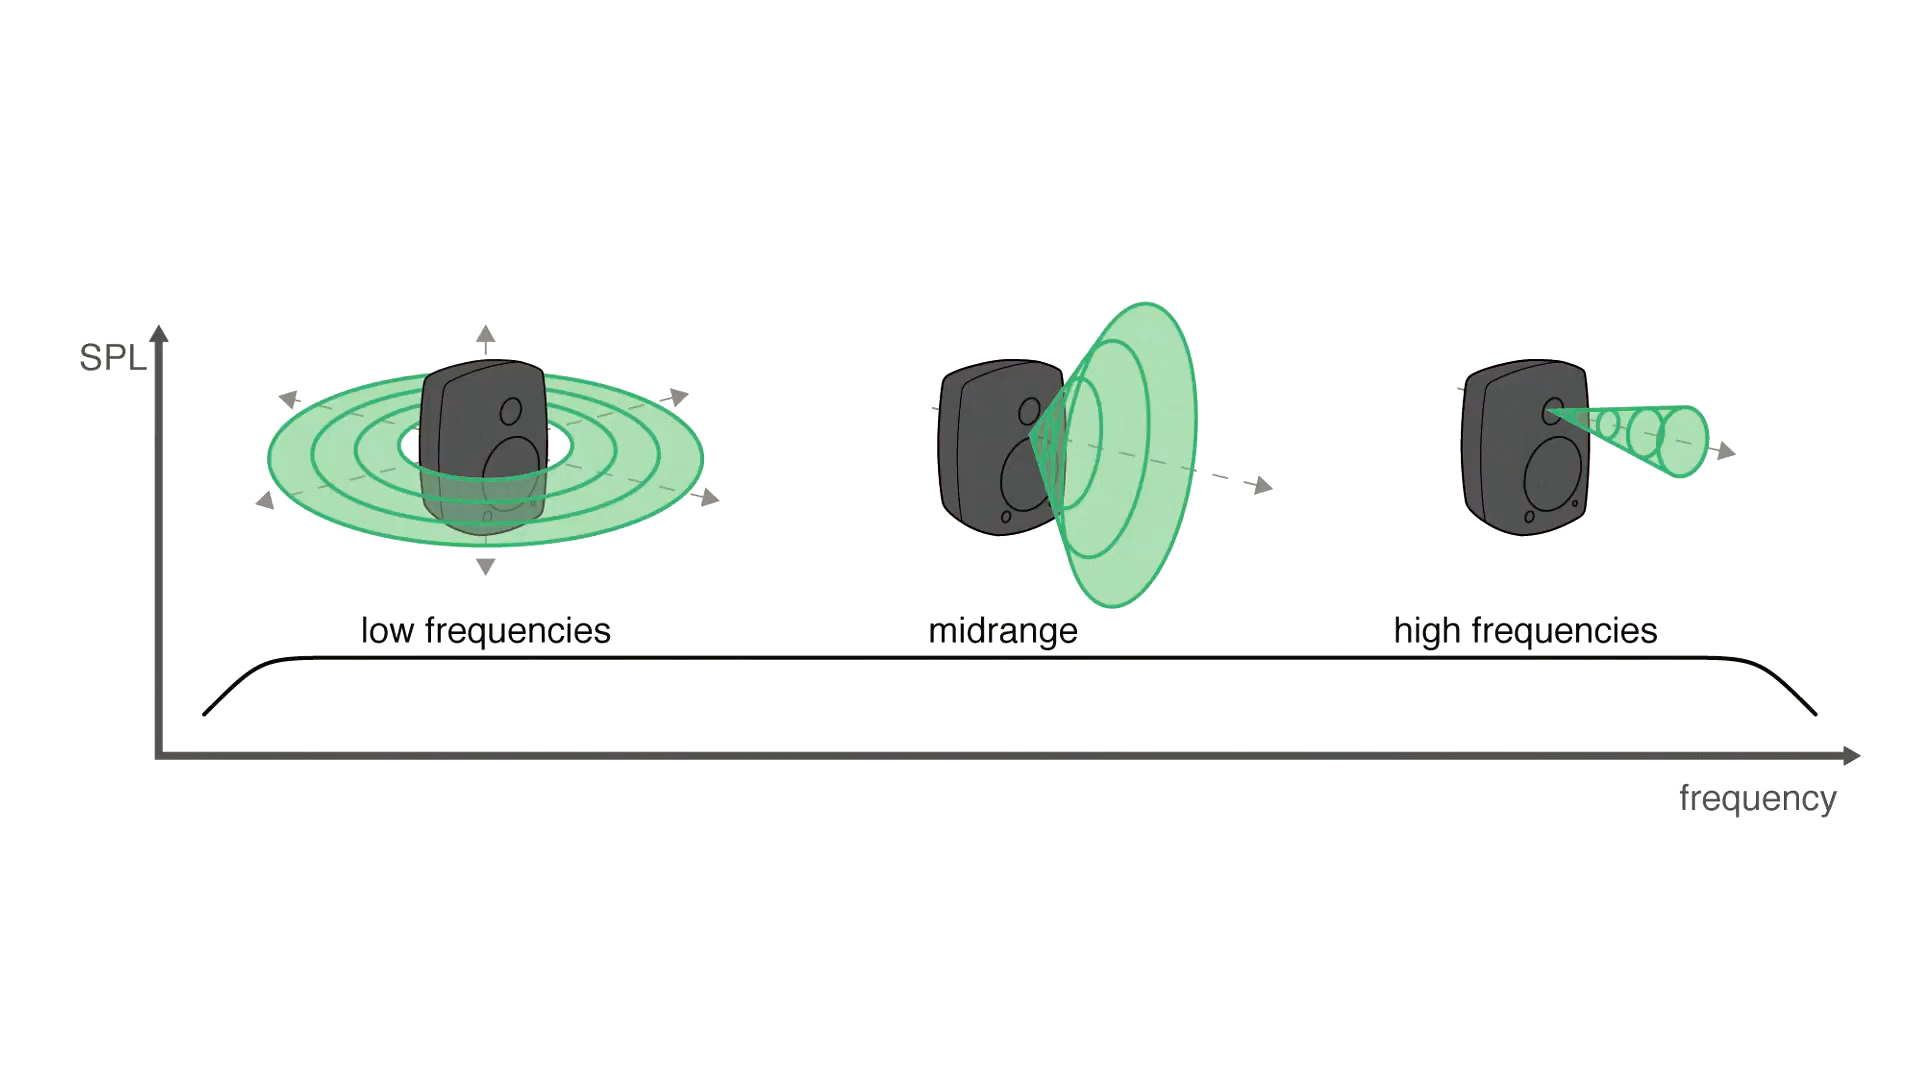 SPL
low frequencies
midrange
high frequencies
frequency